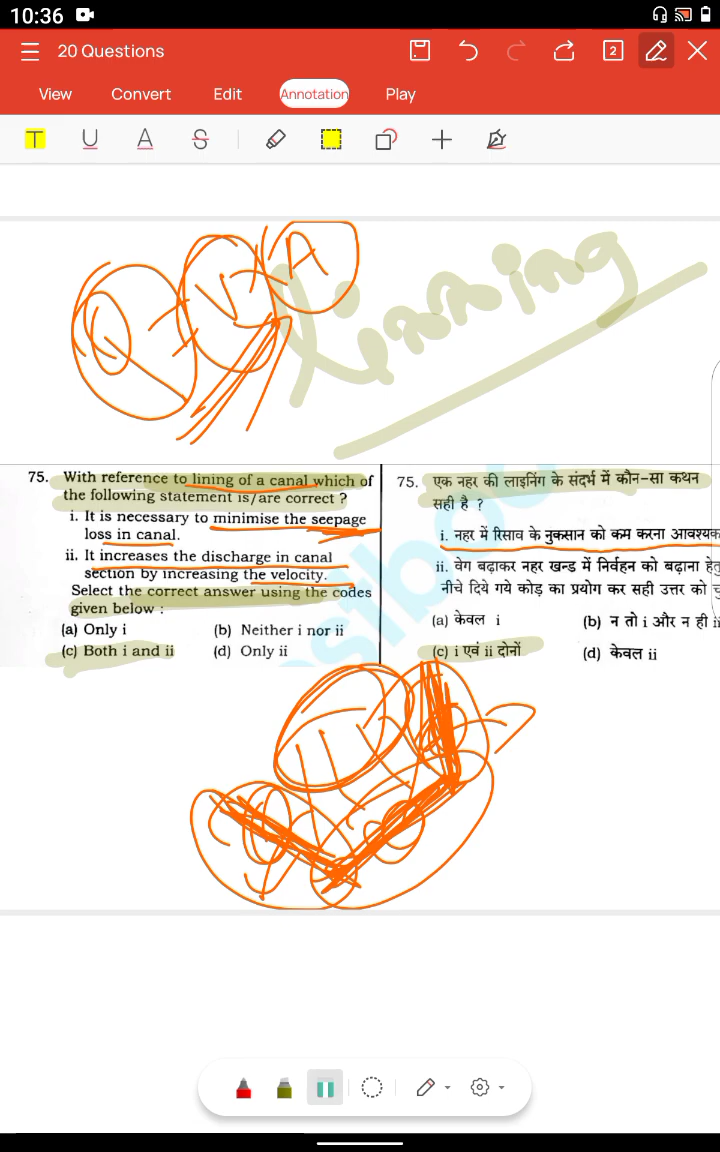 10:36
20 Questions
2
View Convert Edit Annotation Play
T U A S
Q = V A
75. With reference to lining of a canal which of
the following statement is/are correct ?
i. It is necessary to minimise the seepage
loss in canal.
ii. It increases the discharge in canal
section by increasing the velocity.
Select the correct answer using the codes
given below :
(a) Only i (b) Neither i nor ii
(c) Both i and ii (d) Only ii
75. एक नहर की लाइनिंग के संदर्भ में कौन-सा कथन
सही है ?
i. नहर में रिसाव के नुकसान को कम करना आवश्यक
ii. वेग बढ़ाकर नहर खन्ड में निर्वहन को बढ़ाना हेतु
नीचे दिये गये कोड़ का प्रयोग कर सही उत्तर को
(a) केवल i (b) न तो i और न ही ii
(c) i एवं ii दोनों (d) केवल ii